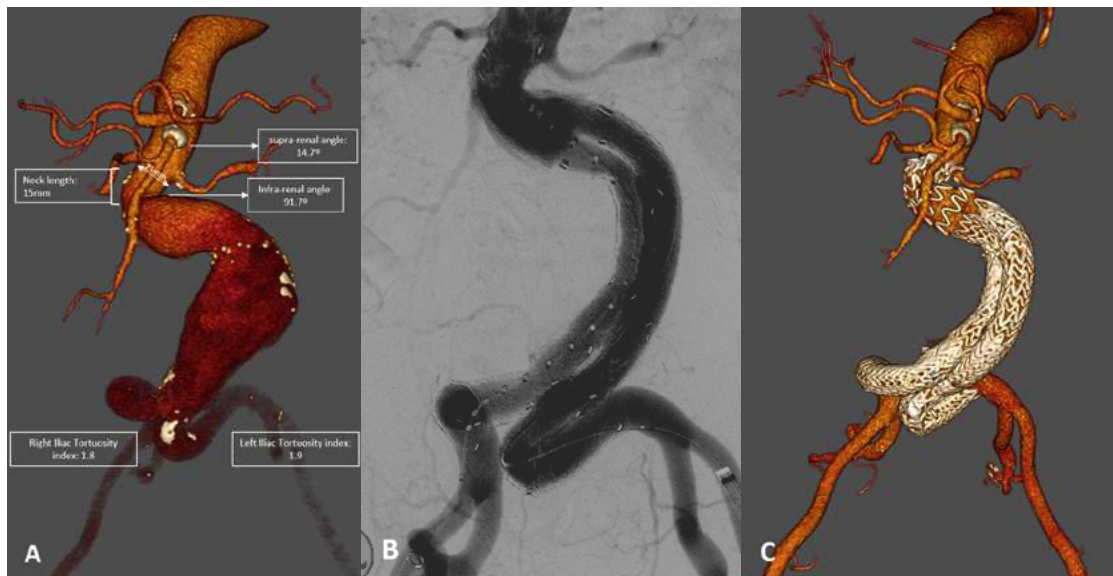 supra-renal angle:
14.7º
Neck length:
15mm
Infra-renal angle:
91.7º
Right Iliac Tortuosity
index: 1.8
Left Iliac Tortuosity index:
1.9
A
B
C